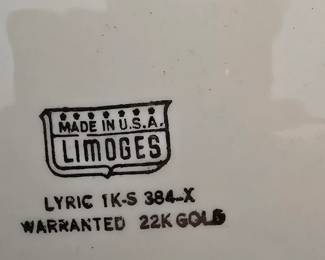 MADE IN U.S.A.
LIMOGES
LYRIC 1K-S 384-X
WARRANTED 22K GOLD